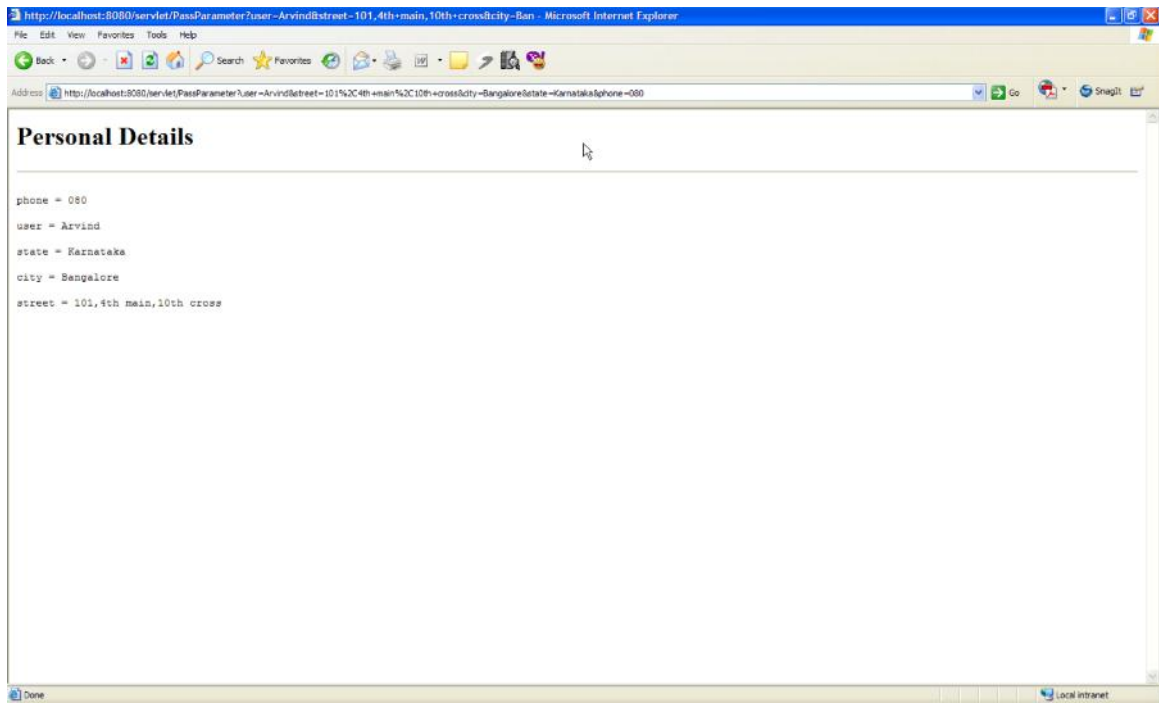 http://localhost:8080/servlet/PassParameter?user=Arvind&street=101,4th+main,10th+cross&city=Ban - Microsoft Internet Explorer
File Edit View Favorites Tools Help
Back Search Favorites
Address http://localhost:8080/servlet/PassParameter?user=Arvind&street=101%2C4th+main%2C10th+cross&city=Bangalore&state=Karnataka&phone=080 Go SnagIt
Personal Details
phone = 080
user = Arvind
state = Karnataka
city = Bangalore
street = 101,4th main,10th cross
Done Local intranet